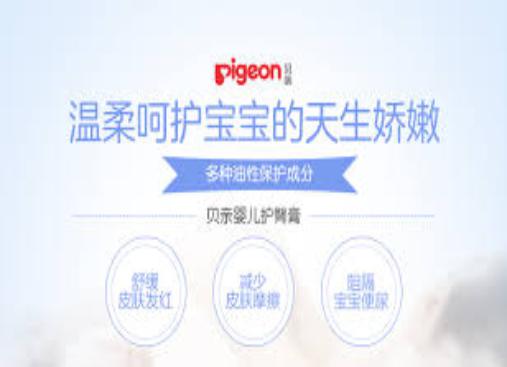 Pigeon 贝亲
温柔呵护宝宝的天生娇嫩
多种油性保护成分
贝亲婴儿护臀膏
舒缓
皮肤发红
减少
皮肤摩擦
阻隔
宝宝便尿